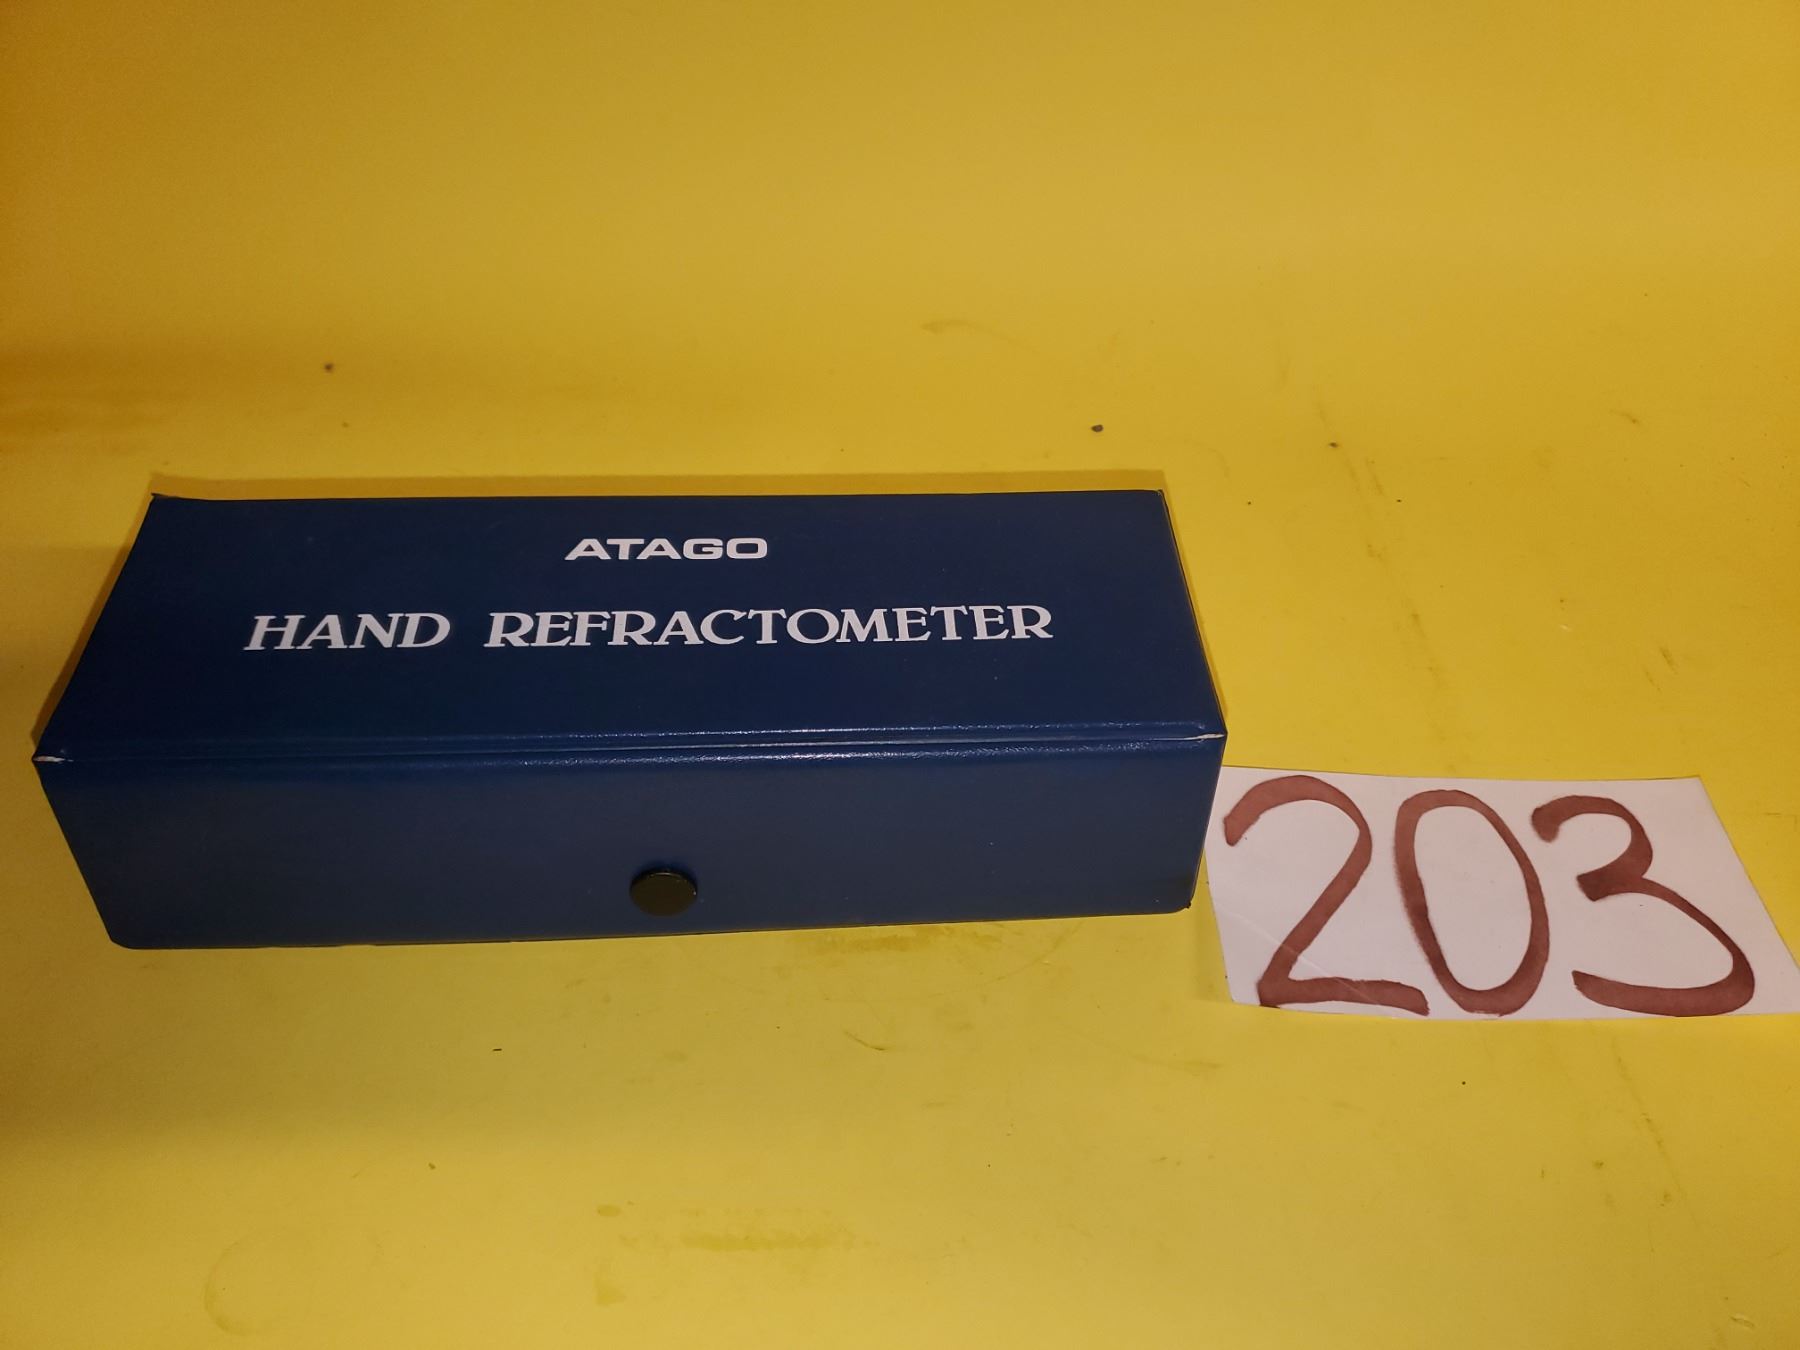 ATAGO
HAND REFRACTOMETER
203